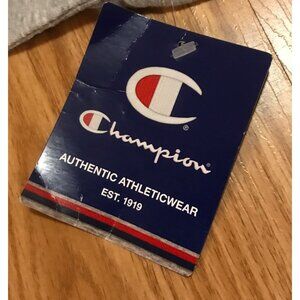 C®
Champion®
AUTHENTIC ATHLETICWEAR
EST. 1919